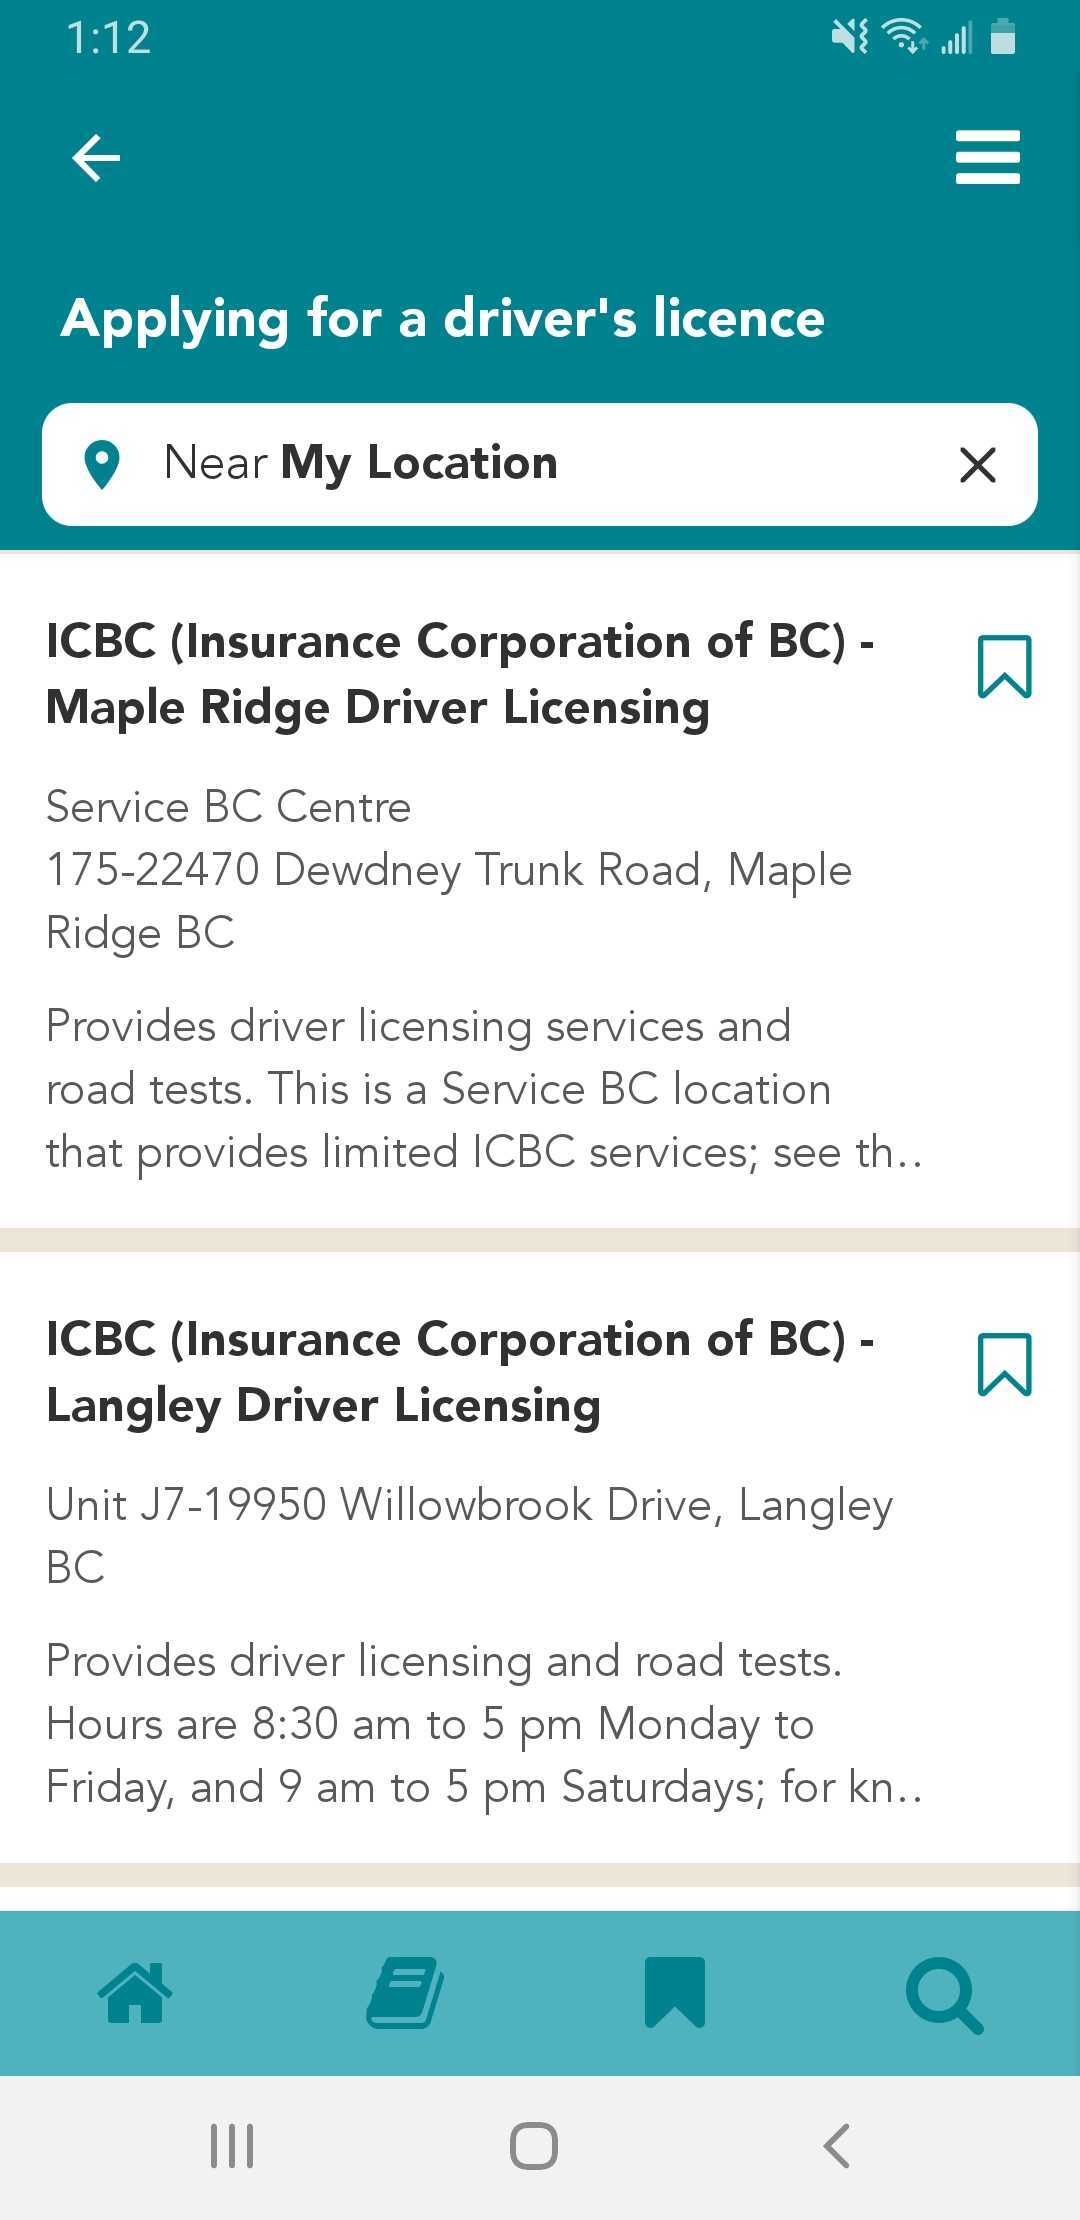 1:12
Applying for a driver's licence
Near My Location
ICBC (Insurance Corporation of BC) -
Maple Ridge Driver Licensing
Service BC Centre
175-22470 Dewdney Trunk Road, Maple
Ridge BC
Provides driver licensing services and
road tests. This is a Service BC location
that provides limited ICBC services; see th..
ICBC (Insurance Corporation of BC) -
Langley Driver Licensing
Unit J7-19950 Willowbrook Drive, Langley
BC
Provides driver licensing and road tests.
Hours are 8:30 am to 5 pm Monday to
Friday, and 9 am to 5 pm Saturdays; for kn..